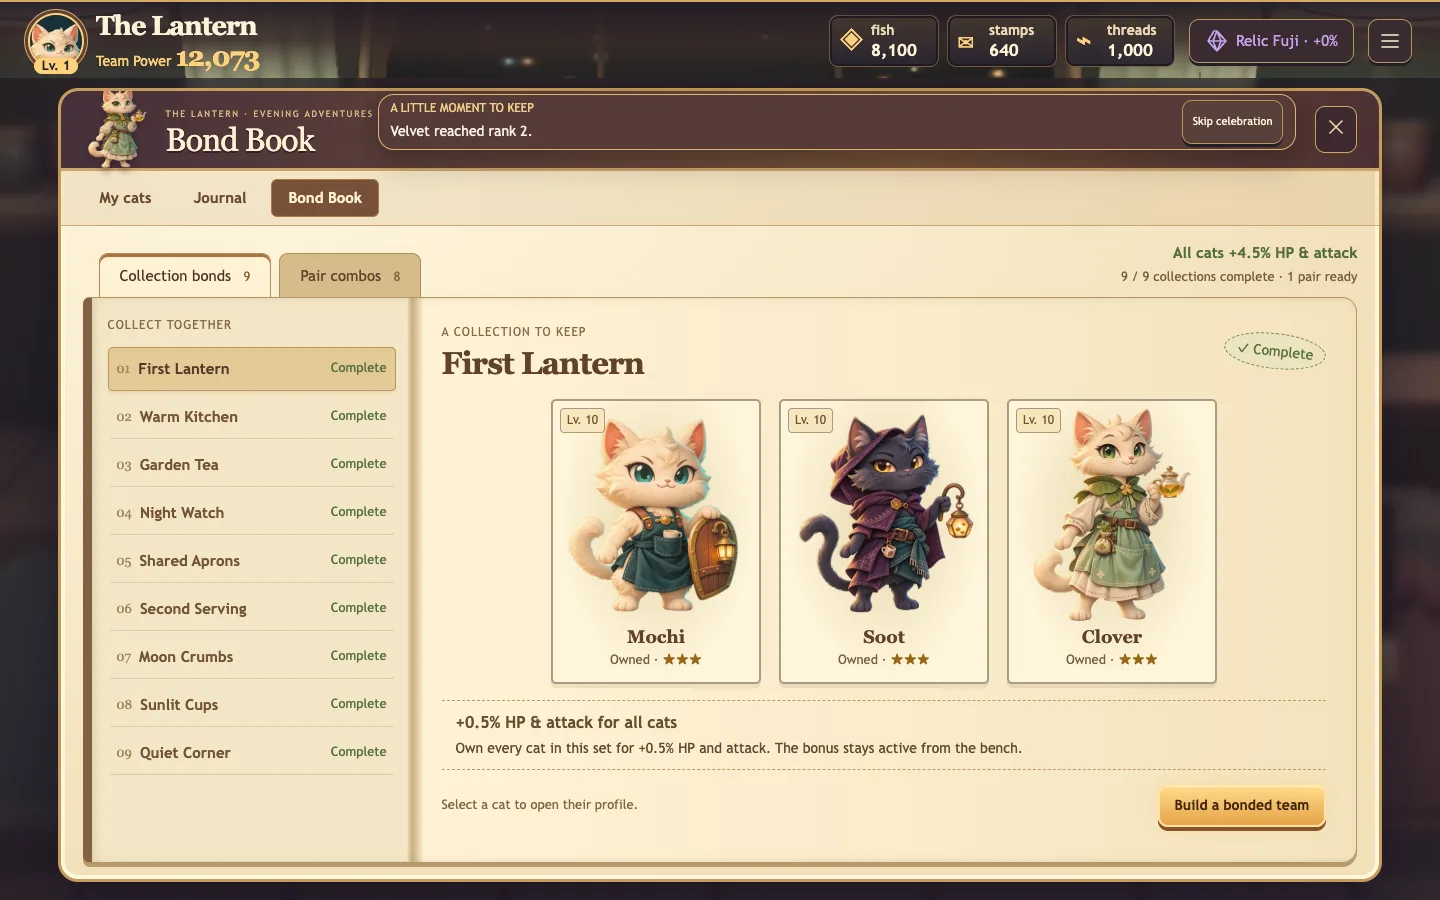 The Lantern
Team Power 12,073
Lv. 1
fish
8,100
stamps
640
threads
1,000
Relic Fuji · +0%
THE LANTERN · EVENING ADVENTURES
Bond Book
A LITTLE MOMENT TO KEEP
Velvet reached rank 2.
Skip celebration
My cats
Journal
Bond Book
Collection bonds 9
Pair combos 8
All cats +4.5% HP & attack
9 / 9 collections complete · 1 pair ready
COLLECT TOGETHER
01 First Lantern Complete
02 Warm Kitchen Complete
03 Garden Tea Complete
04 Night Watch Complete
05 Shared Aprons Complete
06 Second Serving Complete
07 Moon Crumbs Complete
08 Sunlit Cups Complete
09 Quiet Corner Complete
A COLLECTION TO KEEP
First Lantern
✓ Complete
Lv. 10
Mochi
Owned · ★★★
Lv. 10
Soot
Owned · ★★★
Lv. 10
Clover
Owned · ★★★
+0.5% HP & attack for all cats
Own every cat in this set for +0.5% HP and attack. The bonus stays active from the bench.
Select a cat to open their profile.
Build a bonded team